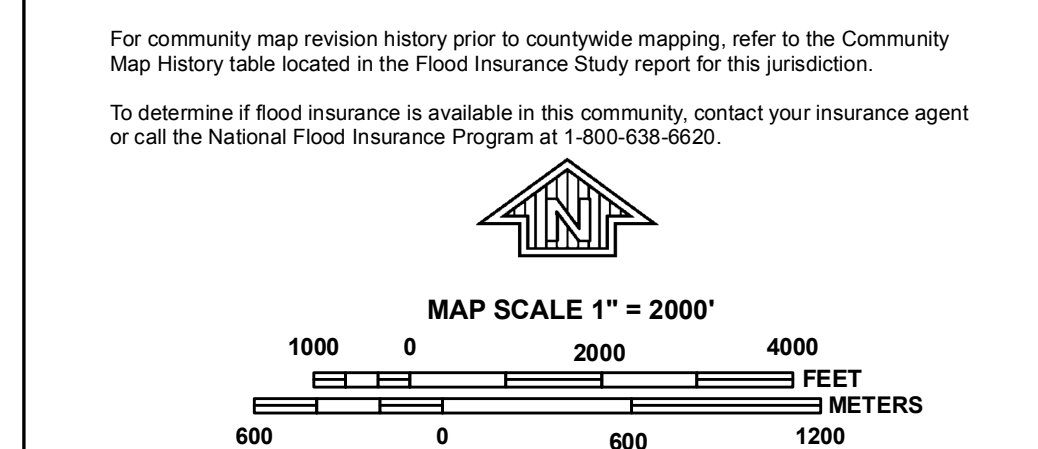 For community map revision history prior to countywide mapping, refer to the Community
Map History table located in the Flood Insurance Study report for this jurisdiction.
To determine if flood insurance is available in this community, contact your insurance agent
or call the National Flood Insurance Program at 1-800-638-6620.
N
MAP SCALE 1" = 2000'
1000 0 2000 4000
FEET
METERS
600 0 600 1200